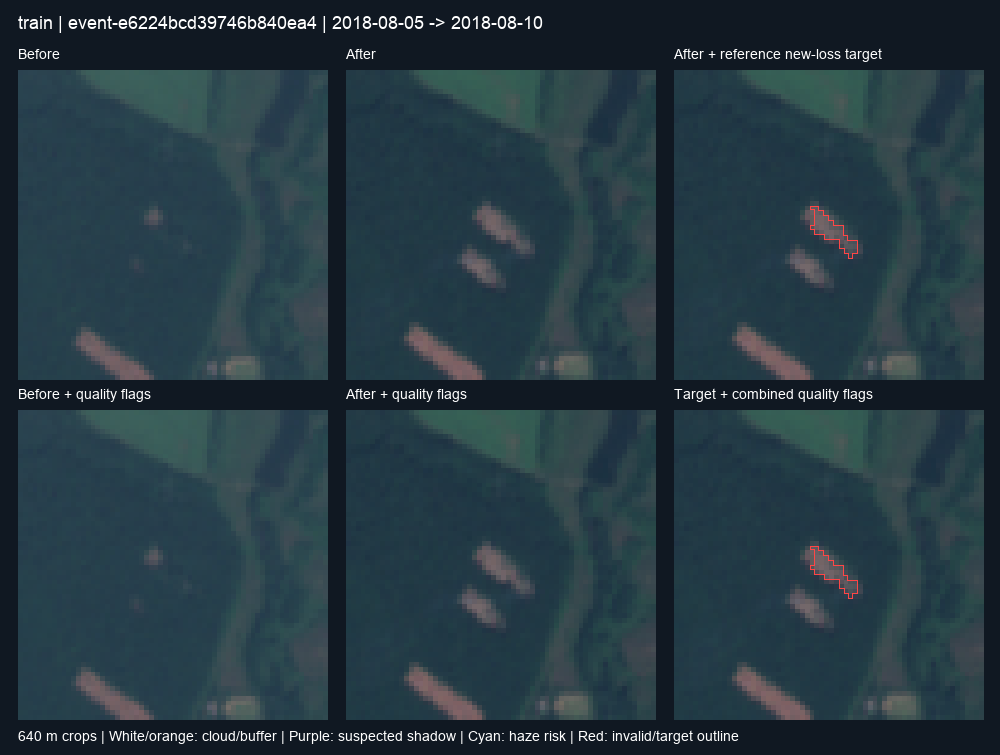 train | event-e6224bcd39746b840ea4 | 2018-08-05 -> 2018-08-10
Before
After
After + reference new-loss target
Before + quality flags
After + quality flags
Target + combined quality flags
640 m crops | White/orange: cloud/buffer | Purple: suspected shadow | Cyan: haze risk | Red: invalid/target outline